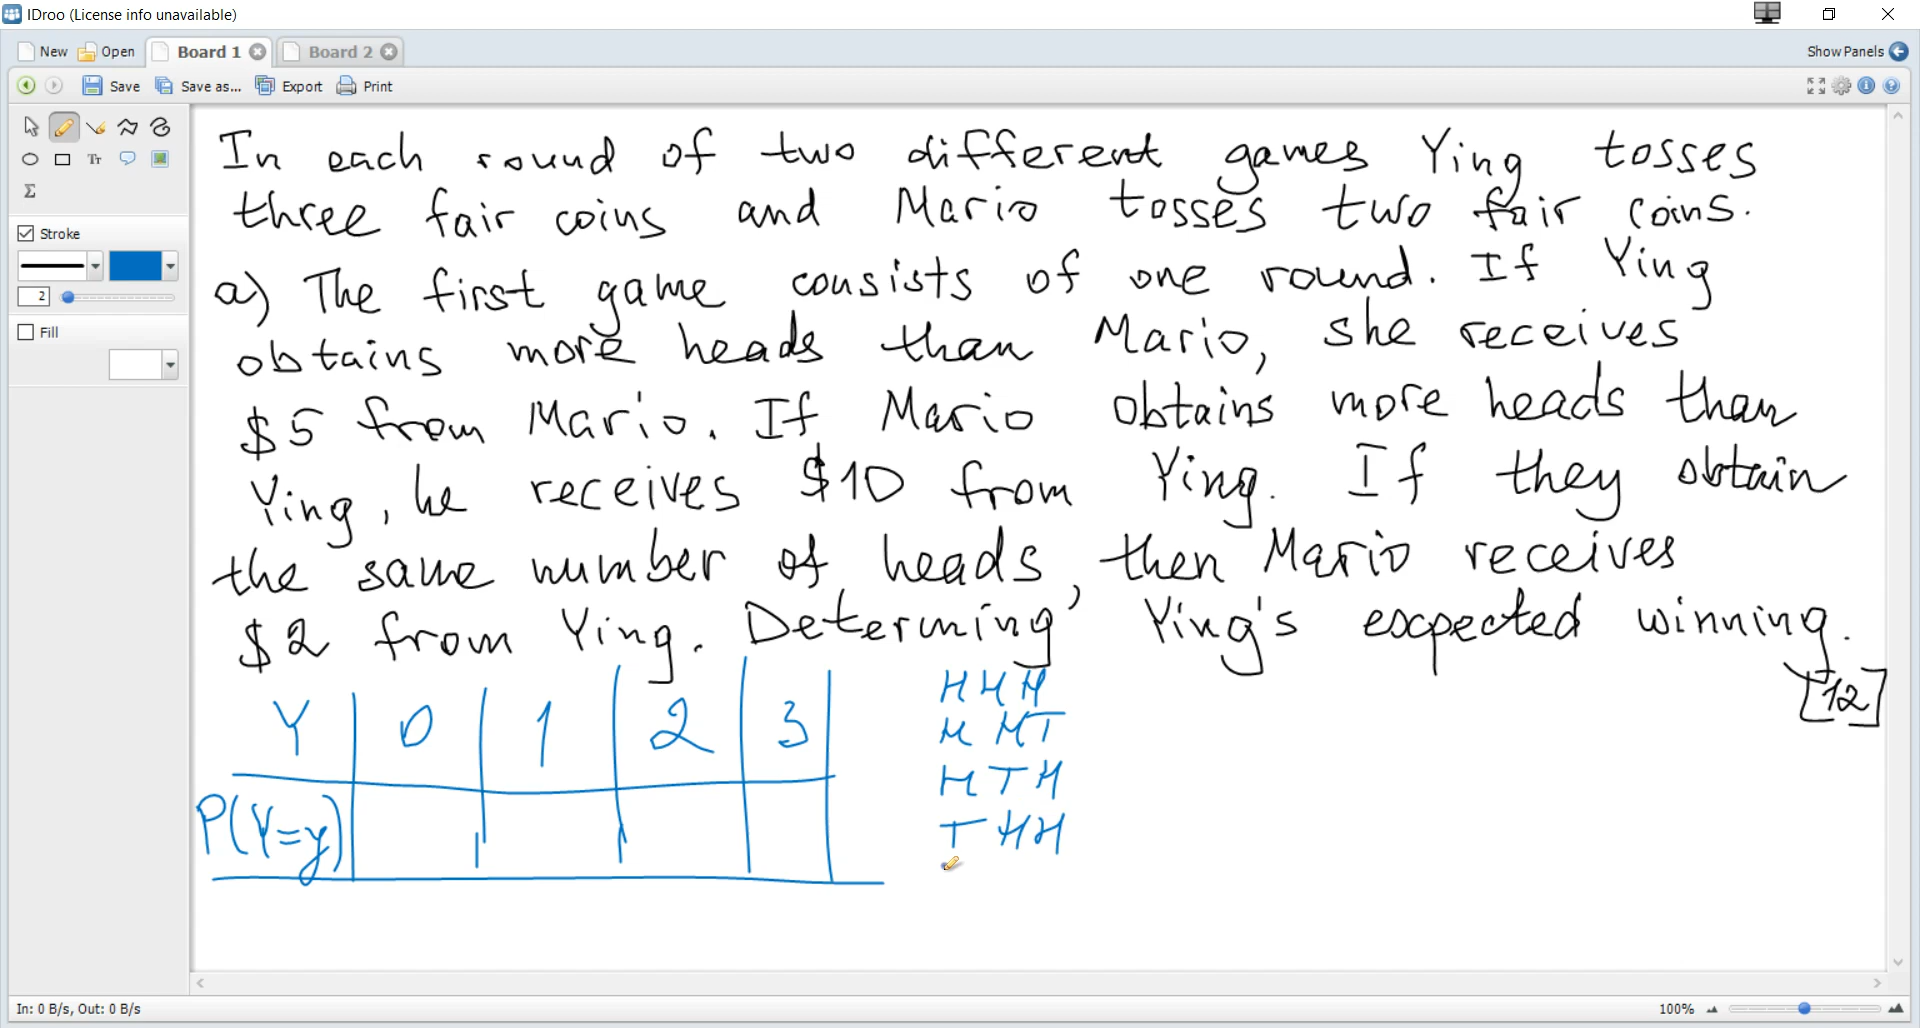 IDroo (License info unavailable)
New Open Board 1 Board 2 Show Panels
Save Save as... Export Print
Tт
Σ
Stroke
2
Fill
In each round of two different games Ying tosses
three fair coins and Mario tosses two fair coins.
a) The first game consists of one round. If Ying
obtains more heads than Mario, she receives
$5 from Mario. If Mario obtains more heads than
Ying, he receives $10 from Ying. If they obtain
the same number of heads, then Mario receives
$2 from Ying. Determing Ying's expected winning.
[12]
Y 0 1 2 3
P(Y=y)
HHH
HHT
HTH
THH
In: 0 B/s, Out: 0 B/s 100%